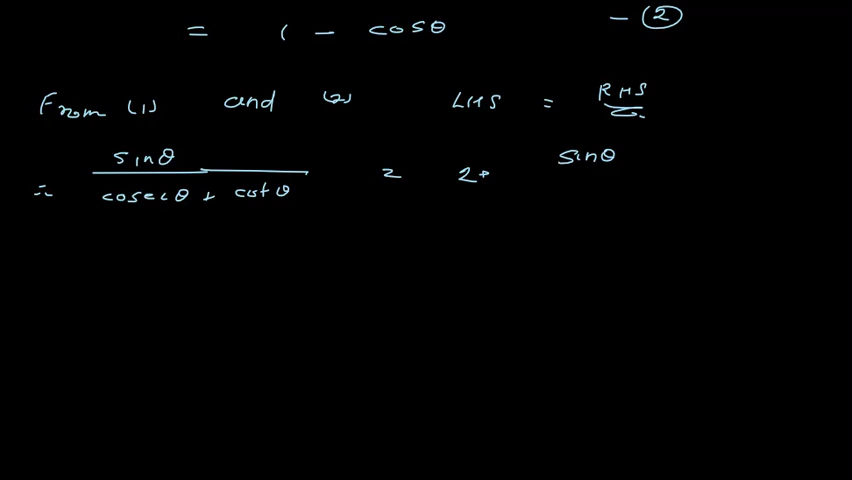 = 1 - cosθ - ②
From (1) and (2) LHS = RHS
sinθ sinθ
∴ ――― = 2+
cosecθ + cotθ